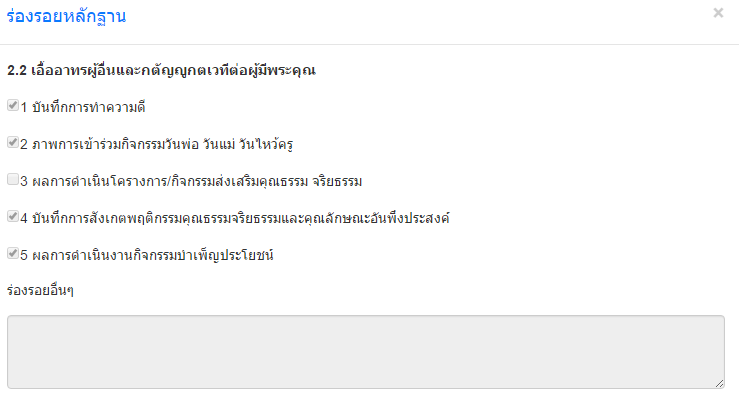 ร่องรอยหลักฐาน
×
2.2 เอื้ออาทรผู้อื่นและกตัญญูกตเวทีต่อผู้มีพระคุณ
1 บันทึกการทำความดี
2 ภาพการเข้าร่วมกิจกรรมวันพ่อ วันแม่ วันไหว้ครู
3 ผลการดำเนินโครางการ/กิจกรรมส่งเสริมคุณธรรม จริยธรรม
4 บันทึกการสังเกตพฤติกรรมคุณธรรมจริยธรรมและคุณลักษณะอันพึงประสงค์
5 ผลการดำเนินงานกิจกรรมบำเพ็ญประโยชน์
ร่องรอยอื่นๆ